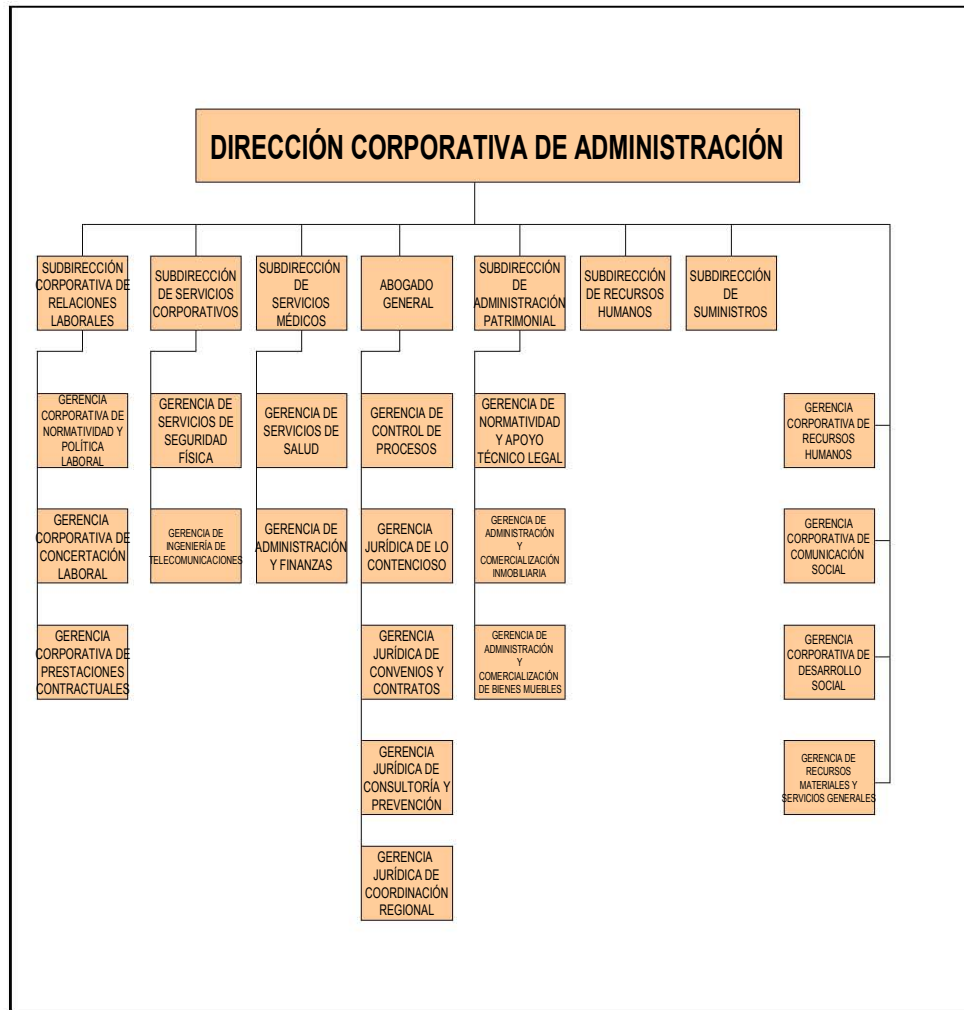 DIRECCIÓN CORPORATIVA DE ADMINISTRACIÓN
SUDBIRECCIÓN
CORPORATIVA DE
RELACIONES
LABORALES
SUBDIRECCIÓN
DE SERVICIOS
CORPORATIVOS
SUBDIRECCIÓN
DE
SERVICIOS
MÉDICOS
ABOGADO
GENERAL
SUBDIRECCIÓN
DE
ADMINISTRACIÓN
PATRIMONIAL
SUBDIRECCIÓN
DE RECURSOS
HUMANOS
SUBDIRECCIÓN
DE
SUMINISTROS
GERENCIA
CORPORATIVA DE
NORMATIVIDAD Y
POLÍTICA
LABORAL
GERENCIA DE
SERVICIOS DE
SEGURIDAD
FÍSICA
GERENCIA DE
SERVICIOS DE
SALUD
GERENCIA DE
CONTROL DE
PROCESOS
GERENCIA DE
NORMATIVIDAD
Y APOYO
TÉCNICO LEGAL
GERENCIA
CORPORATIVA DE
RECURSOS
HUMANOS
GERENCIA
CORPORATIVA DE
CONCERTACIÓN
LABORAL
GERENCIA DE
INGENIERÍA DE
TELECOMUNICACIONES
GERENCIA DE
ADMINISTRACIÓN
Y FINANZAS
GERENCIA
JURÍDICA DE LO
CONTENCIOSO
GERENCIA DE
ADMINISTRACIÓN
Y
COMERCIALIZACIÓN
INMOBILIARIA
GERENCIA
CORPORATIVA DE
COMUNICACIÓN
SOCIAL
GERENCIA
CORPORATIVA DE
PRESTACIONES
CONTRACTUALES
GERENCIA
JURÍDICA DE
CONVENIOS Y
CONTRATOS
GERENCIA DE
ADMINISTRACIÓN
Y
COMERCIALIZACIÓN
DE BIENES MUEBLES
GERENCIA
CORPORATIVA DE
DESARROLLO
SOCIAL
GERENCIA
JURÍDICA DE
CONSULTORÍA Y
PREVENCIÓN
GERENCIA DE
RECURSOS
MATERIALES Y
SERVICIOS GENERALES
GERENCIA
JURÍDICA DE
COORDINACIÓN
REGIONAL